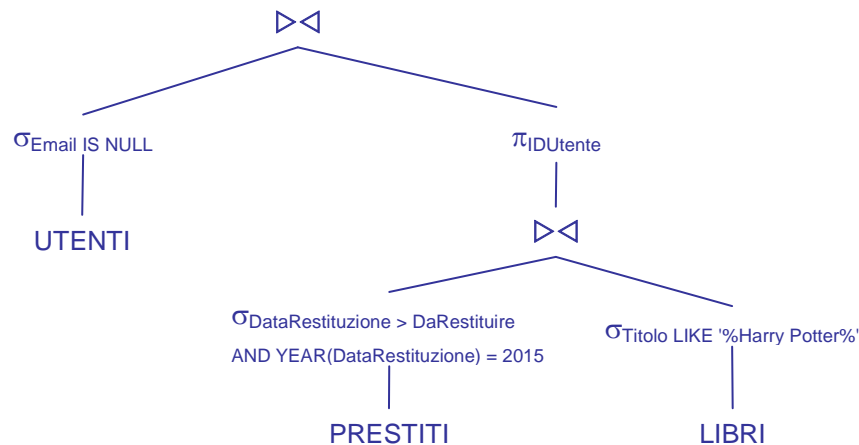 ▷◁
σEmail IS NULL
πIDUtente
UTENTI
▷◁
σDataRestituzione > DaRestituire
AND YEAR(DataRestituzione) = 2015
σTitolo LIKE '%Harry Potter%'
PRESTITI
LIBRI